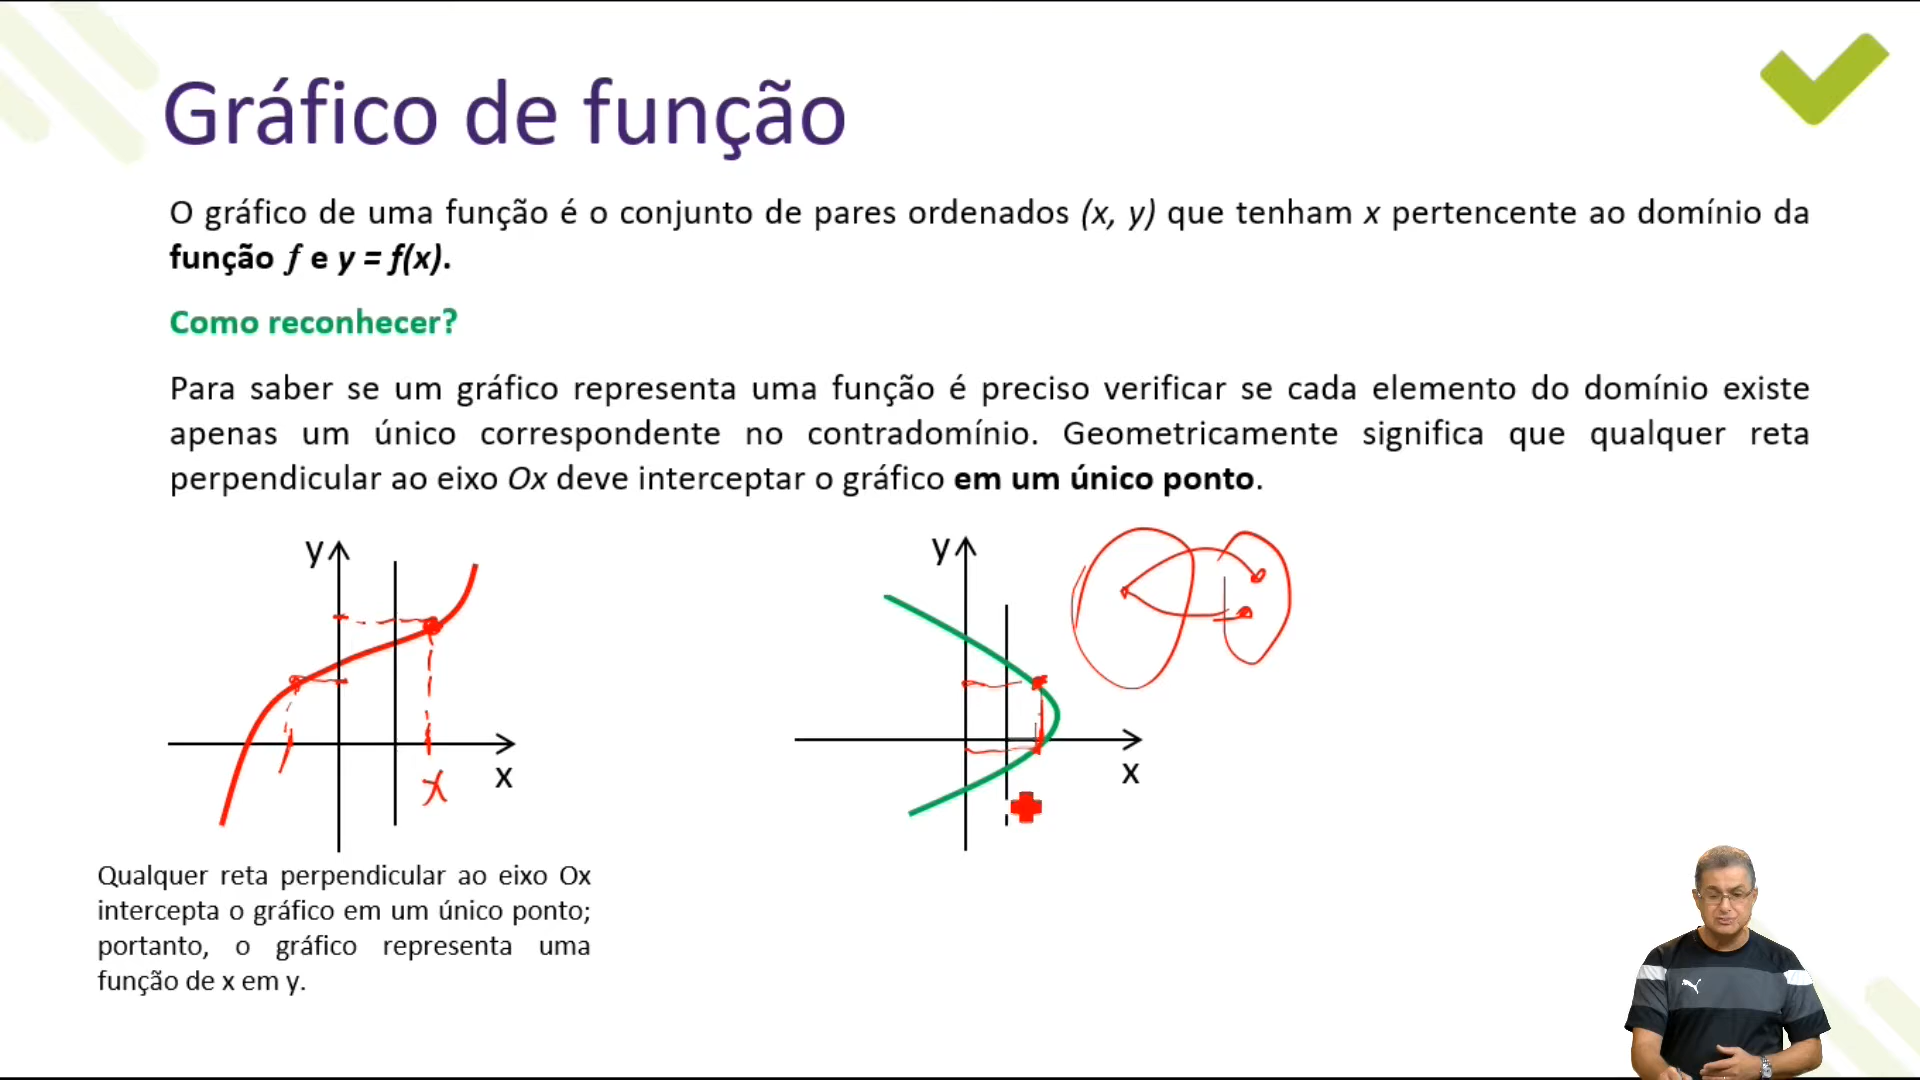 Gráfico de função
O gráfico de uma função é o conjunto de pares ordenados (x, y) que tenham x pertencente ao domínio da
função f e y = f(x).
Como reconhecer?
Para saber se um gráfico representa uma função é preciso verificar se cada elemento do domínio existe
apenas um único correspondente no contradomínio. Geometricamente significa que qualquer reta
perpendicular ao eixo Ox deve interceptar o gráfico em um único ponto.
y
x
x
y
x
Qualquer reta perpendicular ao eixo Ox
intercepta o gráfico em um único ponto;
portanto, o gráfico representa uma
função de x em y.